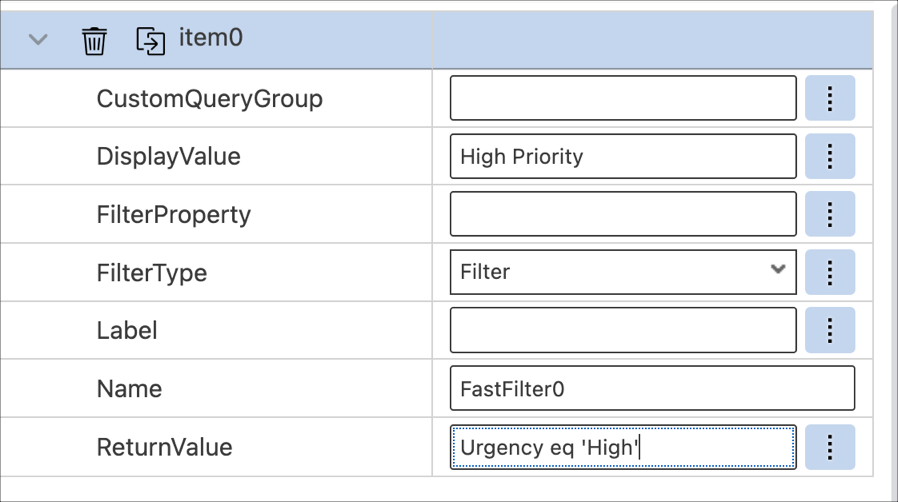 item0
CustomQueryGroup
DisplayValue High Priority
FilterProperty
FilterType Filter
Label
Name FastFilter0
ReturnValue Urgency eq 'High'